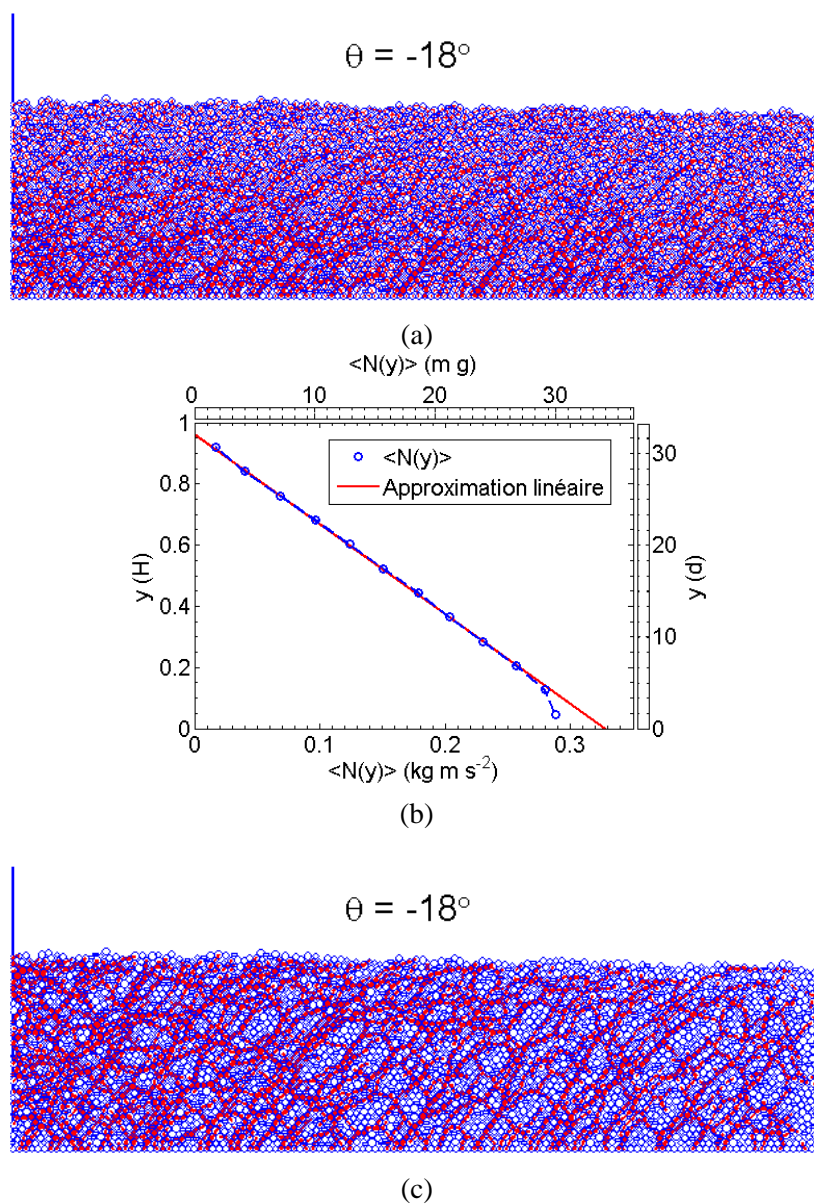 θ = -18°
(a)
<N(y)> (m g)
0 10 20 30
1
0.8
0.6
0.4
0.2
0
y (H)
<N(y)>
Approximation linéaire
30
20
10
0
y (d)
0 0.1 0.2 0.3
<N(y)> (kg m s⁻²)
(b)
θ = -18°
(c)